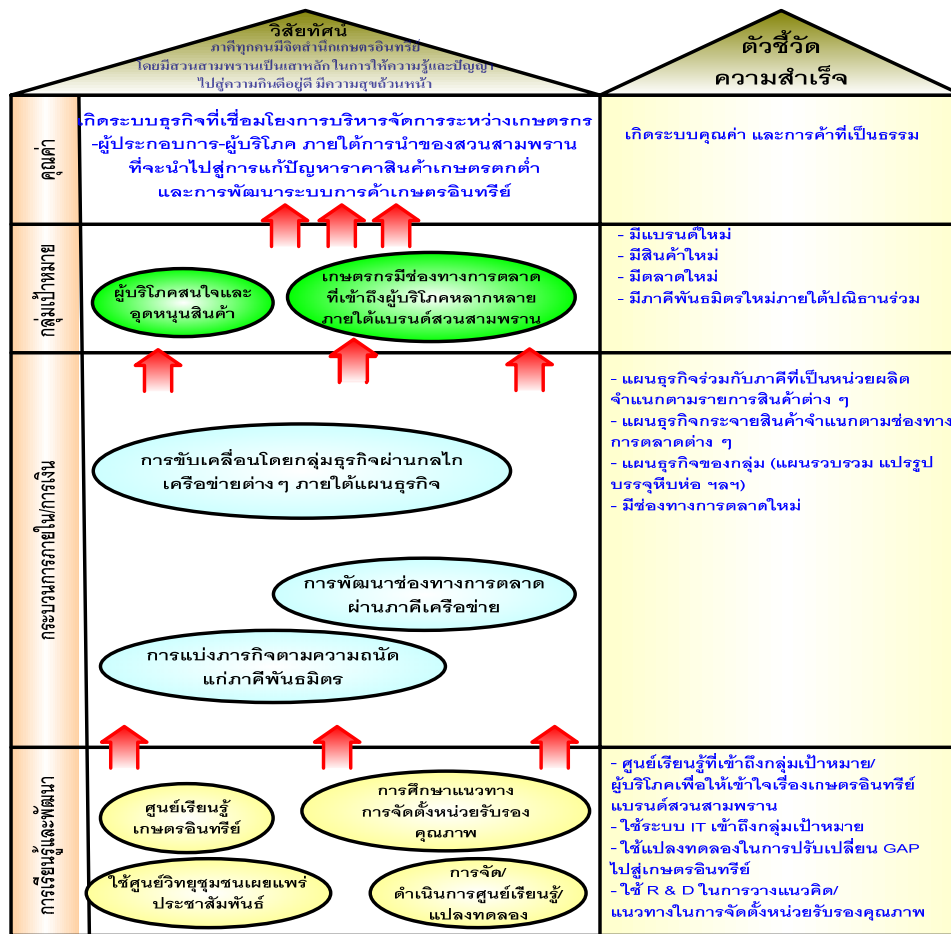 วิสัยทัศน์
ภาคีทุกคนมีจิตสำนึกเกษตรอินทรีย์
โดยมีสวนสามพรานเป็นเสาหลักในการให้ความรู้และปัญญา
ไปสู่ความกินดีอยู่ดี มีความสุขถ้วนหน้า
ตัวชี้วัด
ความสำเร็จ
คุณค่า
เกิดระบบธุรกิจที่เชื่อมโยงการบริหารจัดการระหว่างเกษตรกร
-ผู้ประกอบการ-ผู้บริโภค ภายใต้การนำของสวนสามพราน
ที่จะนำไปสู่การแก้ปัญหาราคาสินค้าเกษตรตกต่ำ
และการพัฒนาระบบการค้าเกษตรอินทรีย์
เกิดระบบคุณค่า และการค้าที่เป็นธรรม
กลุ่มเป้าหมาย
ผู้บริโภคสนใจและ
อุดหนุนสินค้า
เกษตรกรมีช่องทางการตลาด
ที่เข้าถึงผู้บริโภคหลากหลาย
ภายใต้แบรนด์สวนสามพราน
- มีแบรนด์ใหม่
- มีสินค้าใหม่
- มีตลาดใหม่
- มีภาคีพันธมิตรใหม่ภายใต้ปณิธานร่วม
กระบวนการภายใน/การเงิน
การขับเคลื่อนโดยกลุ่มธุรกิจผ่านกลไก
เครือข่ายต่าง ๆ ภายใต้แผนธุรกิจ
การพัฒนาช่องทางการตลาด
ผ่านภาคีเครือข่าย
การแบ่งภารกิจตามความถนัด
แก่ภาคีพันธมิตร
- แผนธุรกิจร่วมกับภาคีที่เป็นหน่วยผลิต
จำแนกตามรายการสินค้าต่าง ๆ
- แผนธุรกิจกระจายสินค้าจำแนกตามช่องทาง
การตลาดต่าง ๆ
- แผนธุรกิจของกลุ่ม (แผนรวบรวม แปรรูป
บรรจุหีบห่อ ฯลฯ)
- มีช่องทางการตลาดใหม่
การเรียนรู้และพัฒนา
ศูนย์เรียนรู้
เกษตรอินทรีย์
การศึกษาแนวทาง
การจัดตั้งหน่วยรับรอง
คุณภาพ
ใช้ศูนย์วิทยุชุมชนเผยแพร่
ประชาสัมพันธ์
การจัด/
ดำเนินการศูนย์เรียนรู้/
แปลงทดลอง
- ศูนย์เรียนรู้ที่เข้าถึงกลุ่มเป้าหมาย/
ผู้บริโภคเพื่อให้เข้าใจเรื่องเกษตรอินทรีย์
แบรนด์สวนสามพราน
- ใช้ระบบ IT เข้าถึงกลุ่มเป้าหมาย
- ใช้แปลงทดลองในการปรับเปลี่ยน GAP
ไปสู่เกษตรอินทรีย์
- ใช้ R & D ในการวางแนวคิด/
แนวทางในการจัดตั้งหน่วยรับรองคุณภาพ